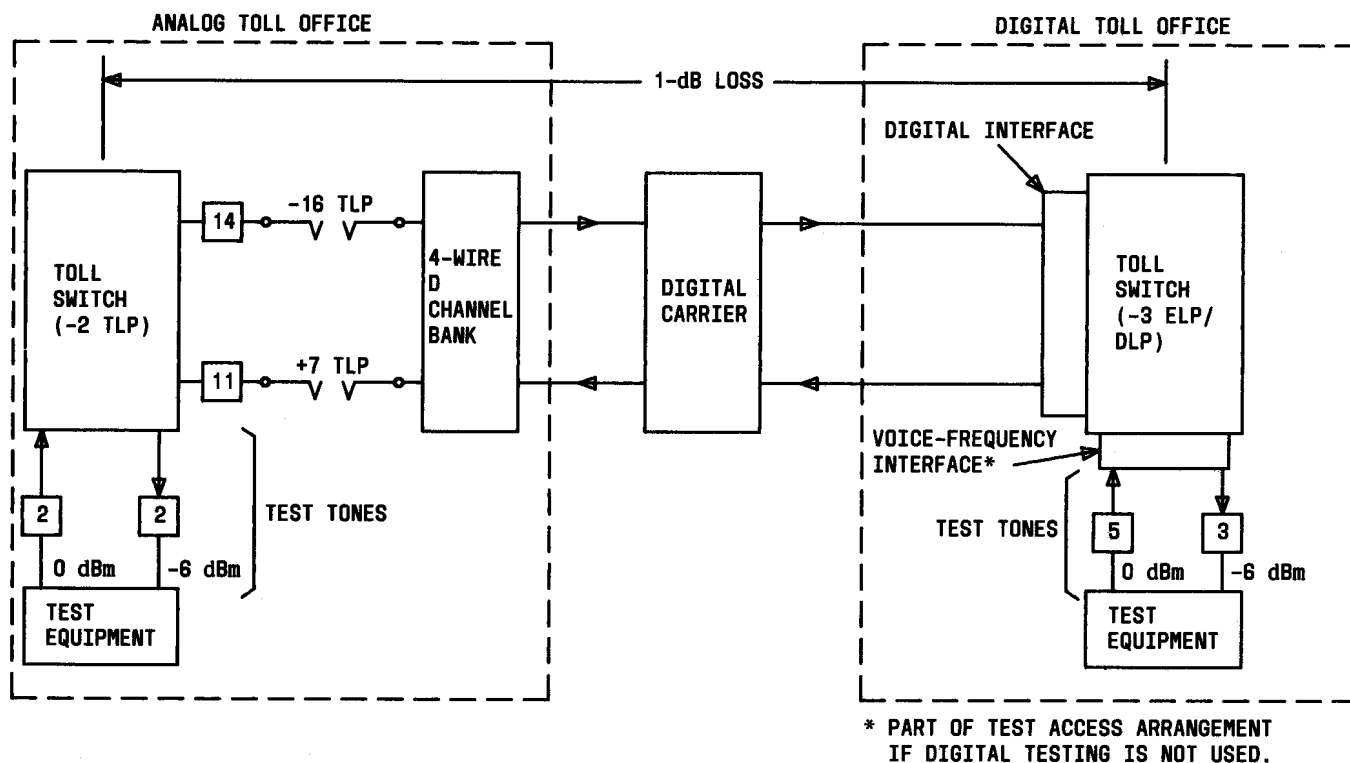 ANALOG TOLL OFFICE
DIGITAL TOLL OFFICE
1-dB LOSS
DIGITAL INTERFACE
TOLL
SWITCH
(-2 TLP)
14
-16 TLP
11
+7 TLP
4-WIRE
D
CHANNEL
BANK
DIGITAL
CARRIER
TOLL
SWITCH
(-3 ELP/
DLP)
VOICE-FREQUENCY
INTERFACE*
2
2
TEST TONES
0 dBm
-6 dBm
TEST
EQUIPMENT
TEST TONES
5
3
0 dBm
-6 dBm
TEST
EQUIPMENT
* PART OF TEST ACCESS ARRANGEMENT
IF DIGITAL TESTING IS NOT USED.